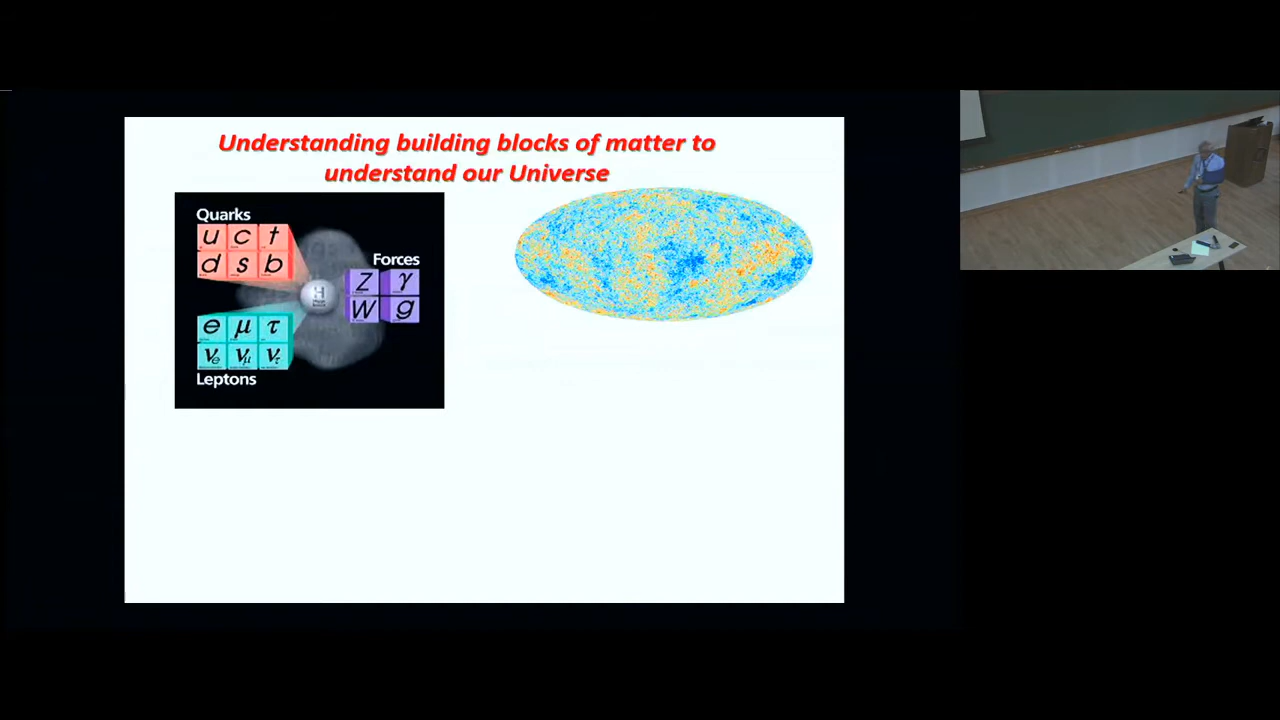 Understanding building blocks of matter to
understand our Universe
Quarks
u c t
d s b
Forces
Z γ
W g
H
e μ τ
νe νμ ντ
Leptons